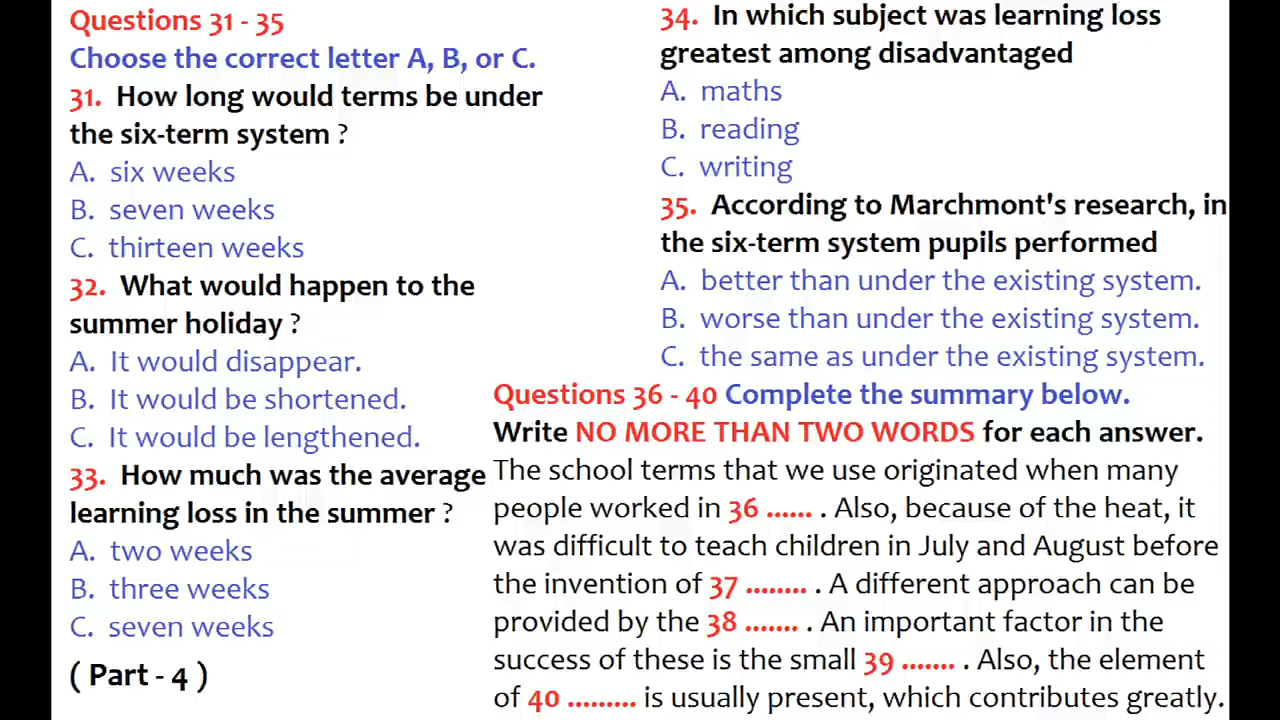 Questions 31 - 35
Choose the correct letter A, B, or C.
31. How long would terms be under
the six-term system ?
A. six weeks
B. seven weeks
C. thirteen weeks
32. What would happen to the
summer holiday ?
A. It would disappear.
B. It would be shortened.
C. It would be lengthened.
33. How much was the average
learning loss in the summer ?
A. two weeks
B. three weeks
C. seven weeks
( Part - 4 )
34. In which subject was learning loss
greatest among disadvantaged
A. maths
B. reading
C. writing
35. According to Marchmont's research, in
the six-term system pupils performed
A. better than under the existing system.
B. worse than under the existing system.
C. the same as under the existing system.
Questions 36 - 40 Complete the summary below.
Write NO MORE THAN TWO WORDS for each answer.
The school terms that we use originated when many
people worked in 36 ...... . Also, because of the heat, it
was difficult to teach children in July and August before
the invention of 37 ........ . A different approach can be
provided by the 38 ....... . An important factor in the
success of these is the small 39 ....... . Also, the element
of 40 ......... is usually present, which contributes greatly.